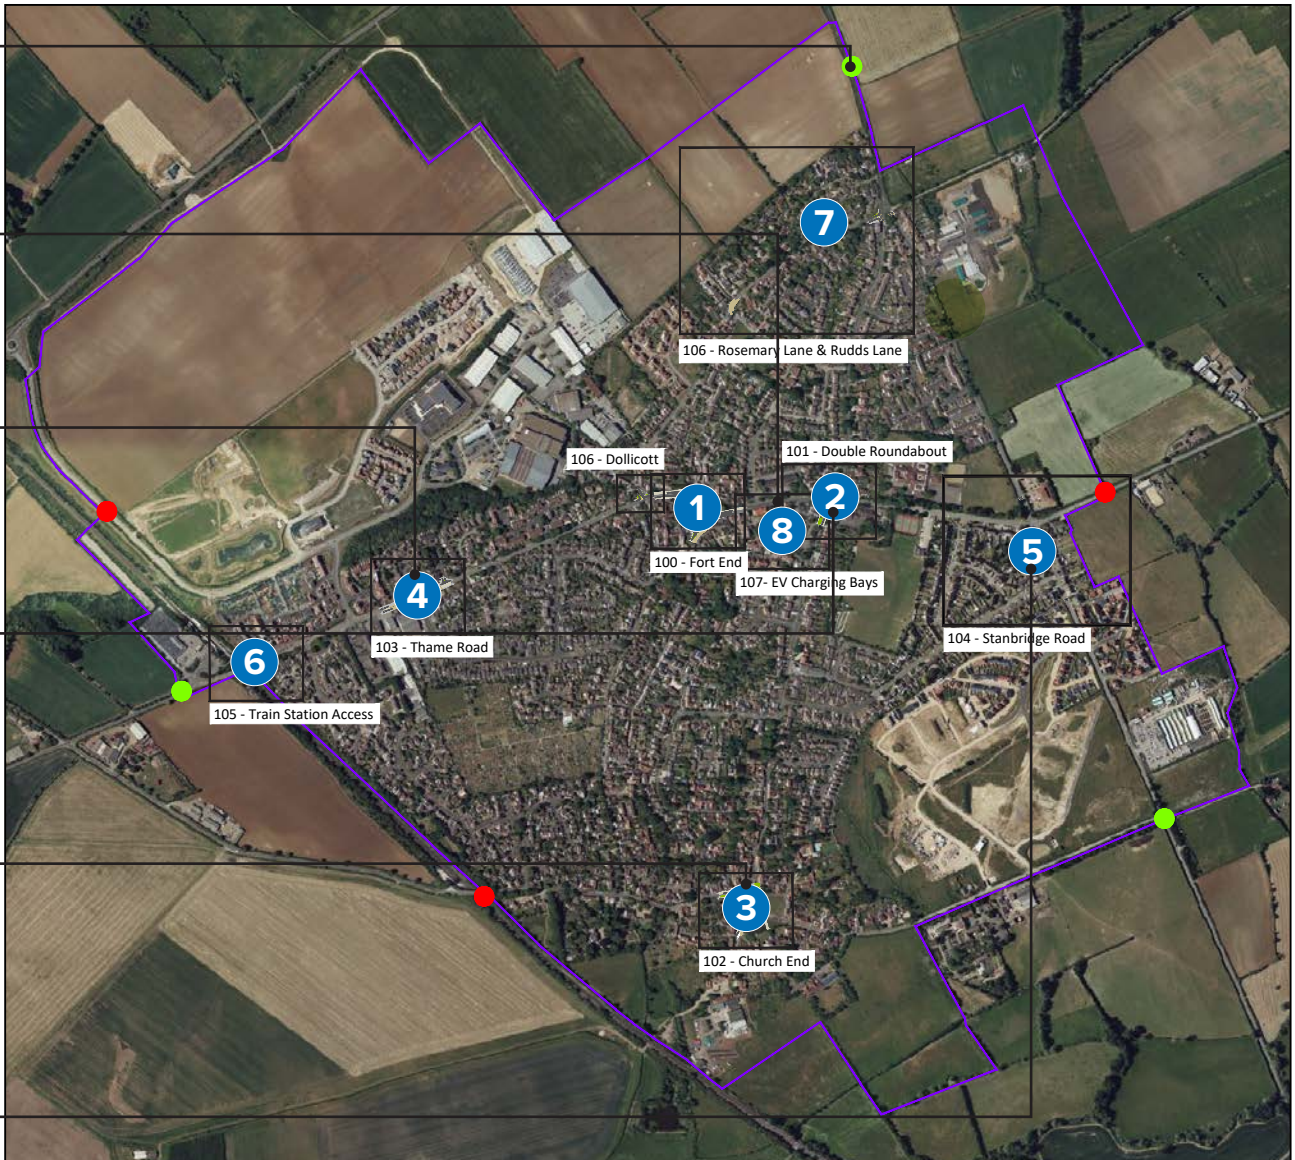 7
106 - Rosemary Lane & Rudds Lane
101 - Double Roundabout
106 - Dollicott
2
1
8
5
100 - Fort End
107- EV Charging Bays
4
103 - Thame Road
104 - Stanbridge Road
6
105 - Train Station Access
3
102 - Church End